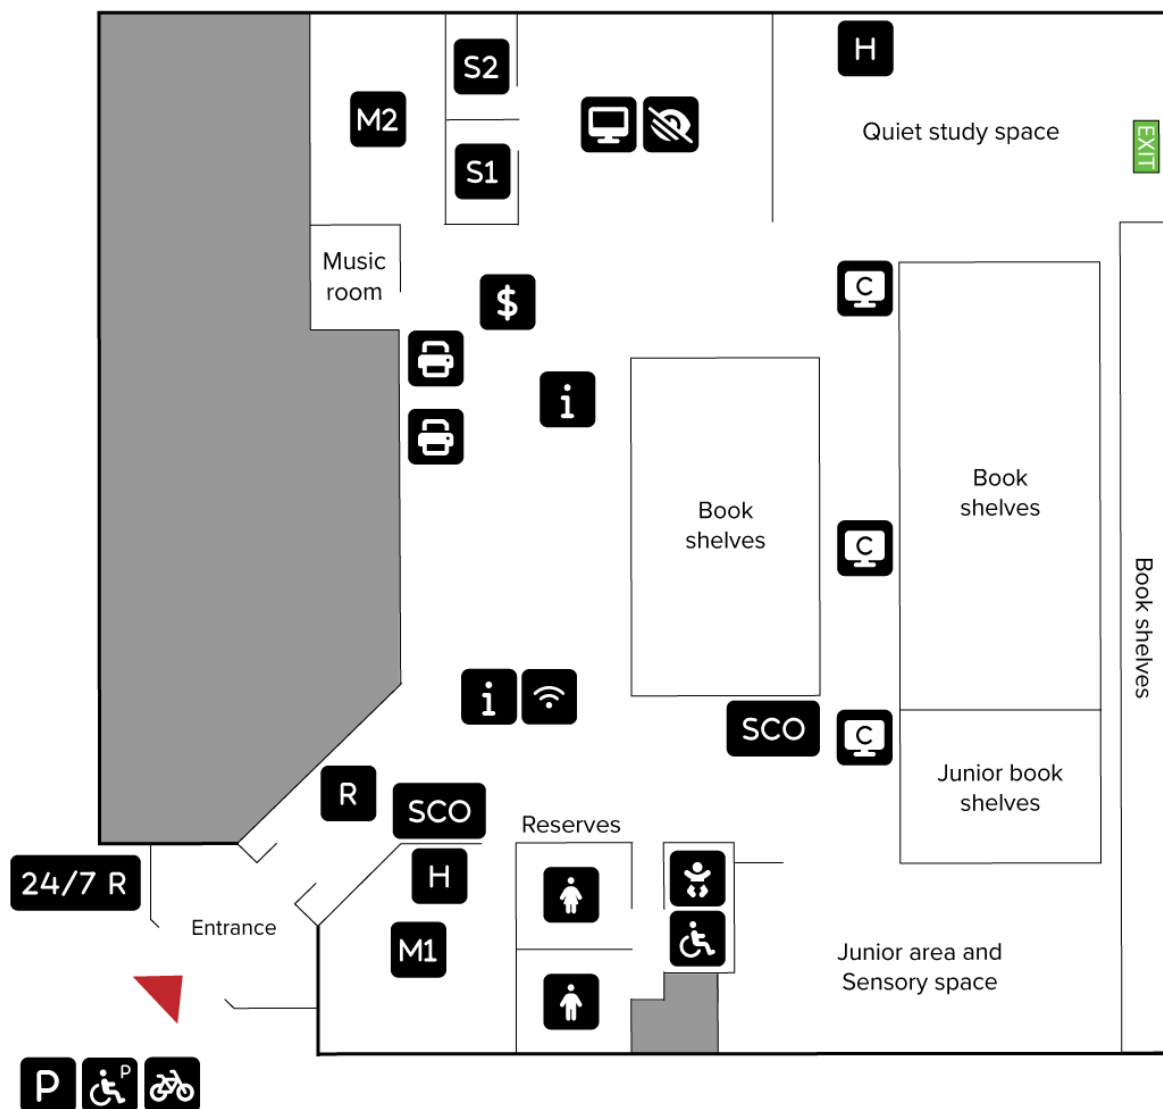 S2
H
M2
Quiet study space
EXIT
S1
Music
room
C
$
i
Book
shelves
Book
shelves
C
Book shelves
i
SCO
C
Junior book
shelves
R
SCO
Reserves
24/7 R
H
Entrance
M1
Junior area and
Sensory space
P
P